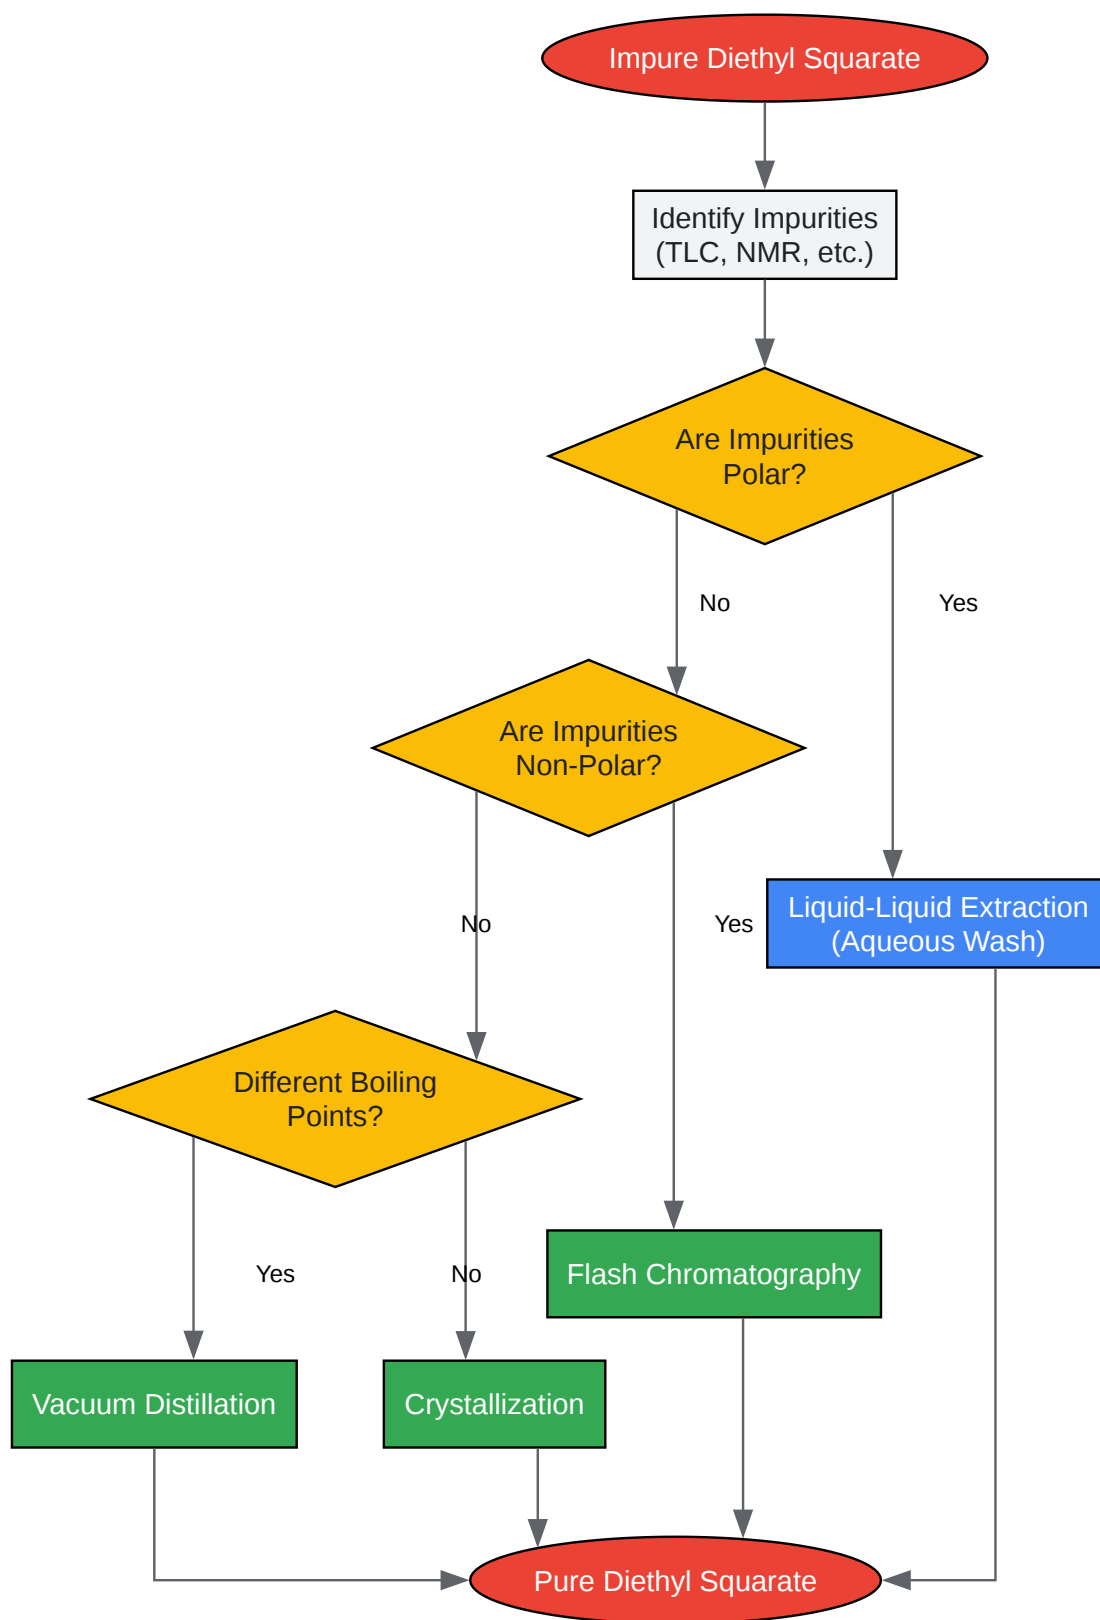 Impure Diethyl Squarate
Identify Impurities
(TLC, NMR, etc.)
Are Impurities
Polar?
No
Yes
Are Impurities
Non-Polar?
No
Yes
Liquid-Liquid Extraction
(Aqueous Wash)
Different Boiling
Points?
Yes
No
Flash Chromatography
Vacuum Distillation
Crystallization
Pure Diethyl Squarate